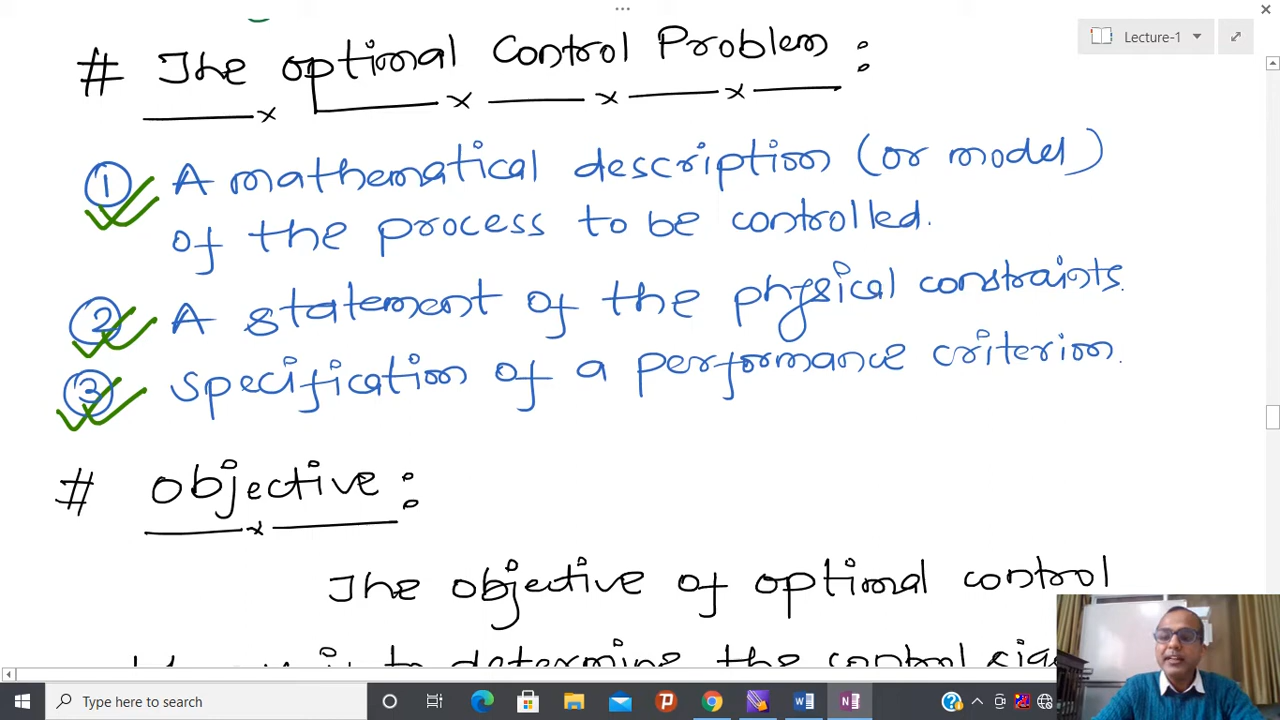 Lecture-1
# The optimal Control Problem :
① A mathematical description (or model)
of the process to be controlled.
② A statement of the physical constraints.
③ specification of a performance criterion.
# objective :
The objective of optimal control
is to determine the control
Type here to search